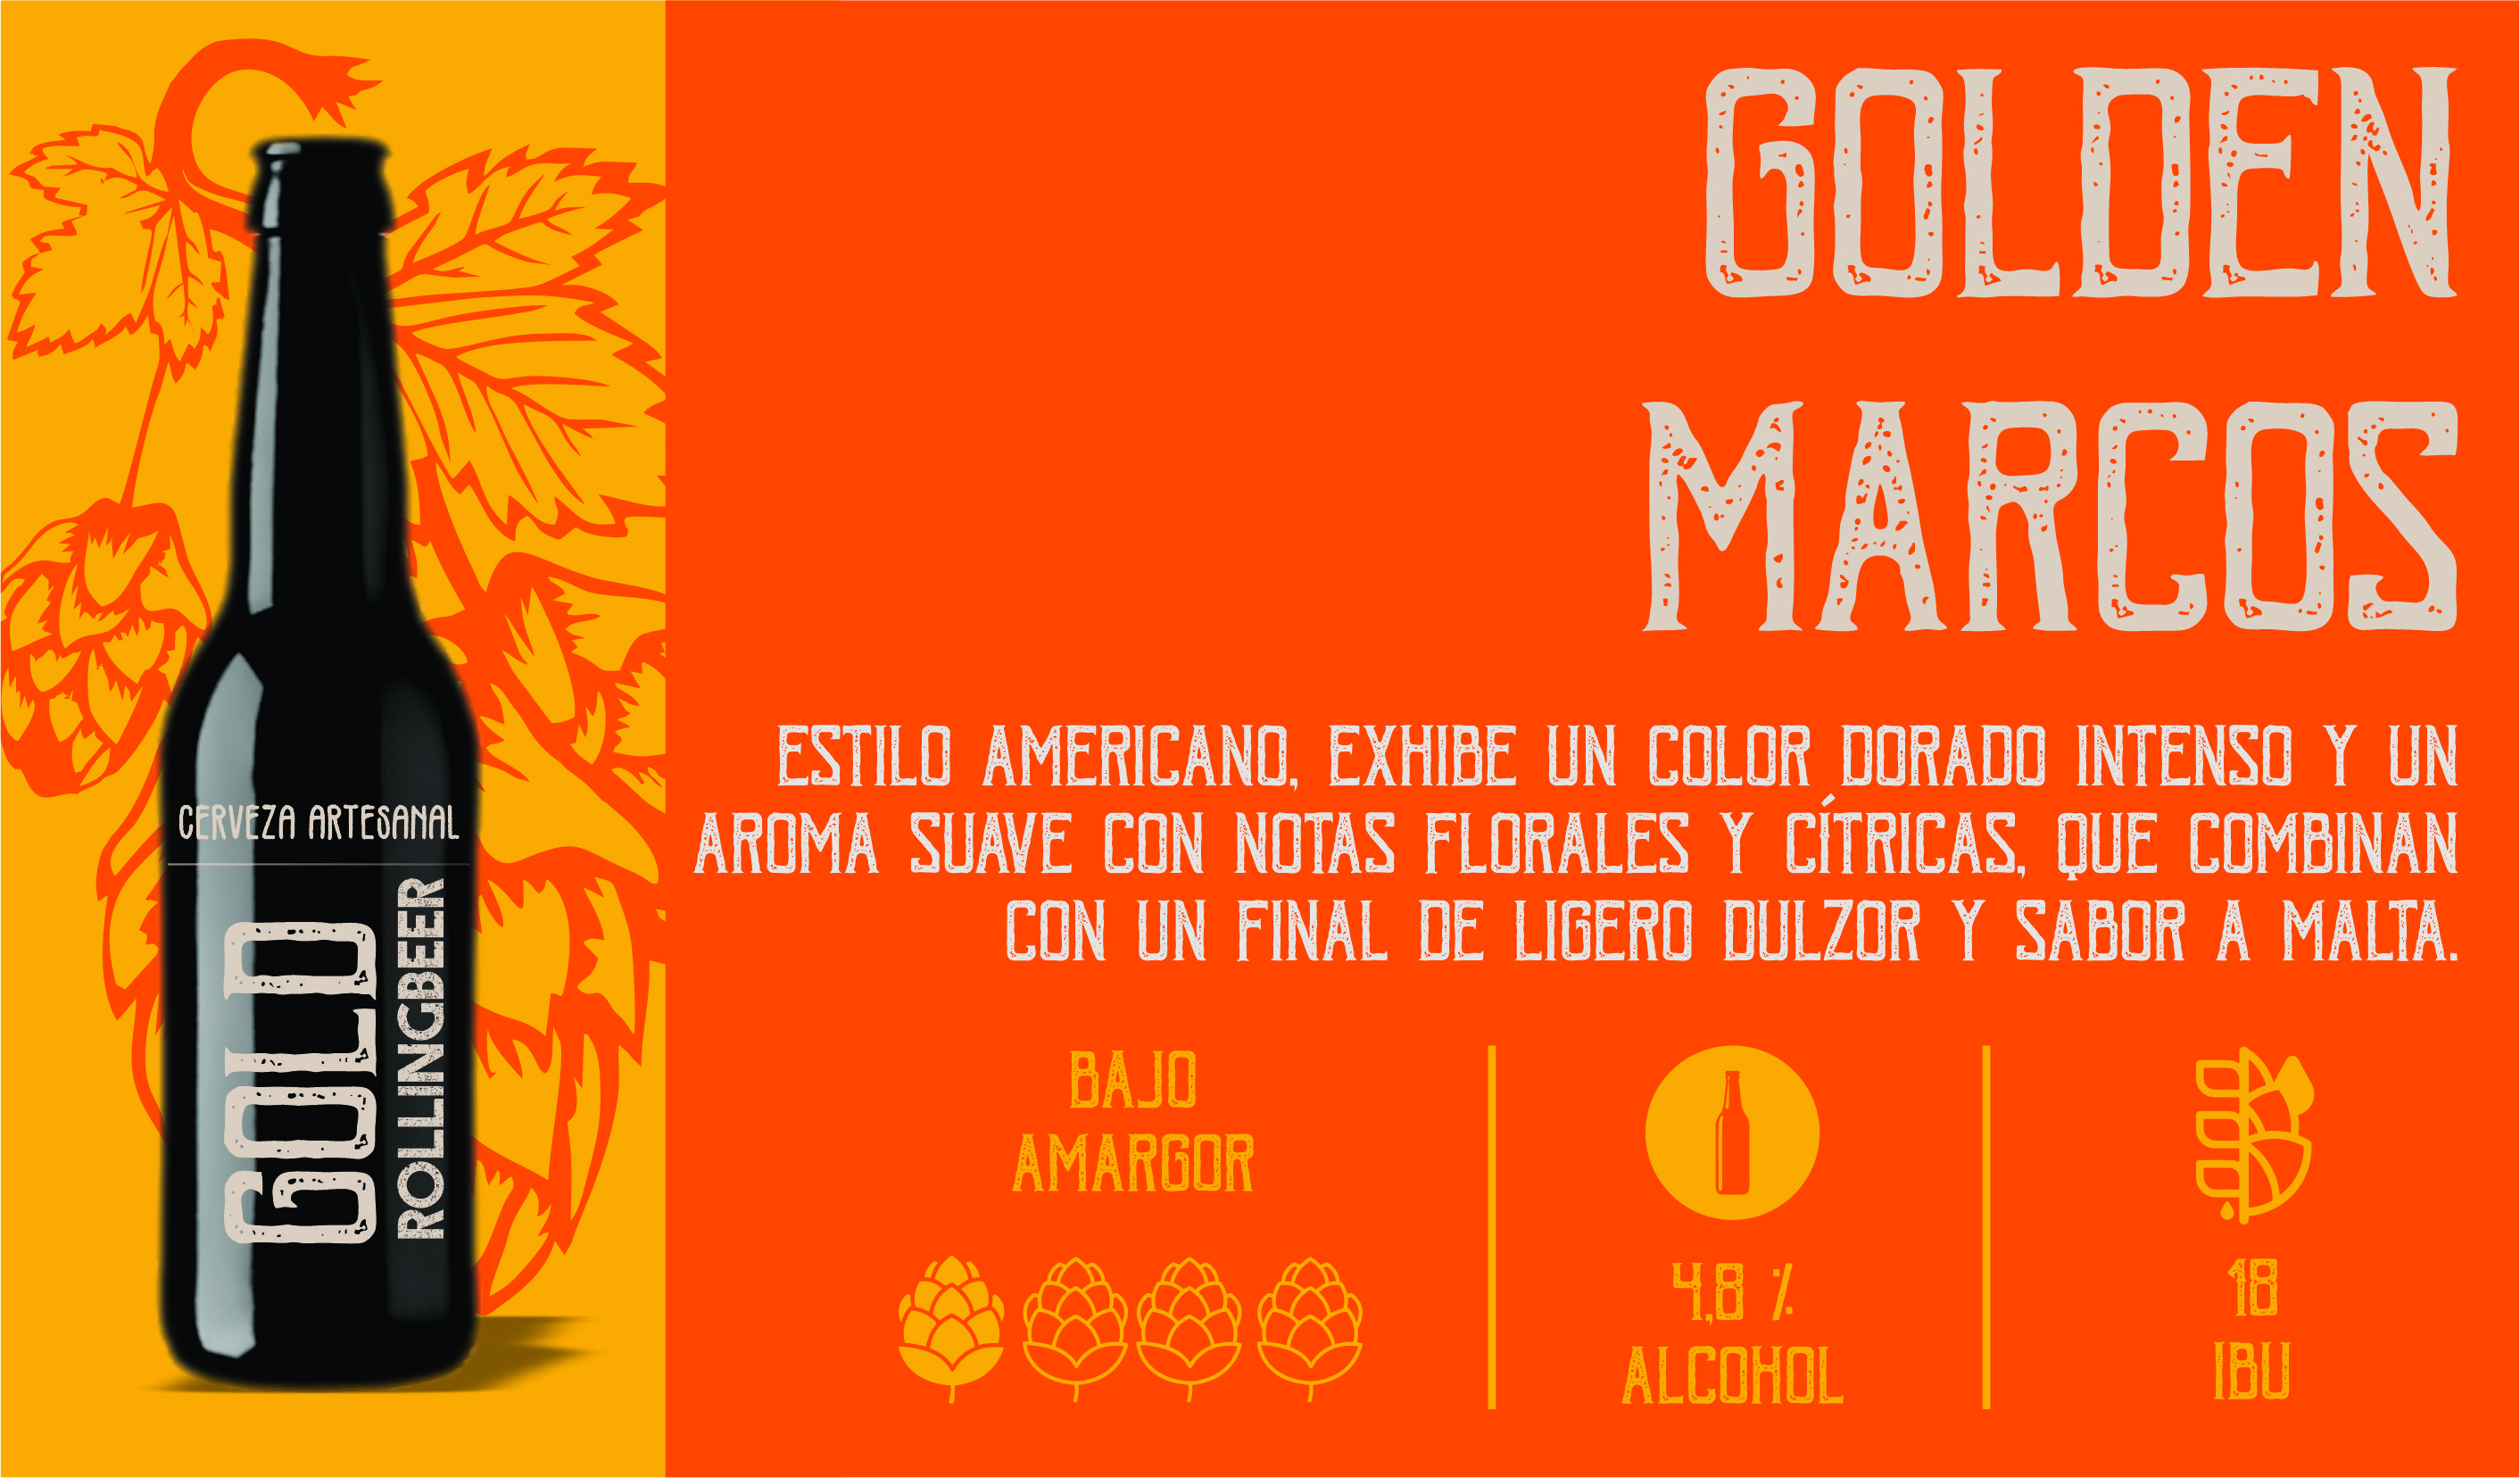 CERVEZA ARTESANAL
GOLD
ROLLINGBEER
GOLDEN
MARCOS
ESTILO AMERICANO, EXHIBE UN COLOR DORADO INTENSO Y UN
AROMA SUAVE CON NOTAS FLORALES Y CÍTRICAS, QUE COMBINAN
CON UN FINAL DE LIGERO DULZOR Y SABOR A MALTA.
BAJO
AMARGOR
4,8 %
ALCOHOL
18
IBU